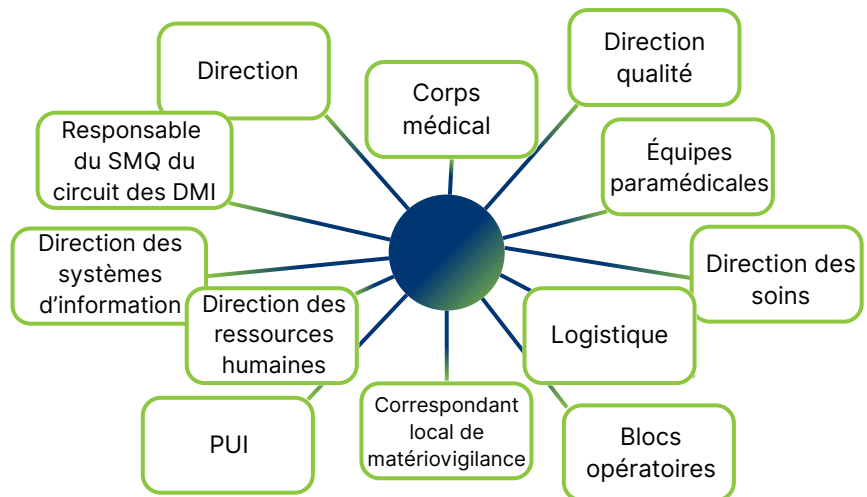 Direction
Corps
médical
Direction
qualité
Responsable
du SMQ du
circuit des DMI
Équipes
paramédicales
Direction des
systèmes
d’information
Direction des
soins
Direction des
ressources
humaines
Logistique
PUI
Correspondant
local de
matériovigilance
Blocs
opératoires